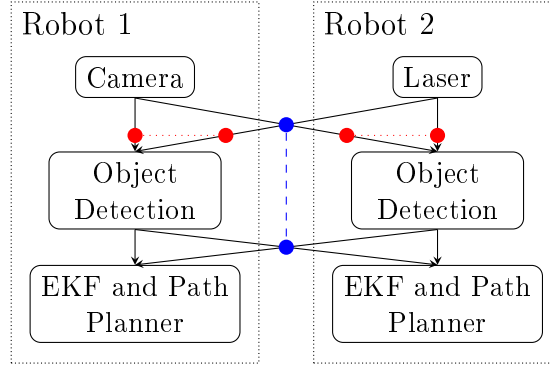 Robot 1
Camera
Object
Detection
EKF and Path
Planner
Robot 2
Laser
Object
Detection
EKF and Path
Planner